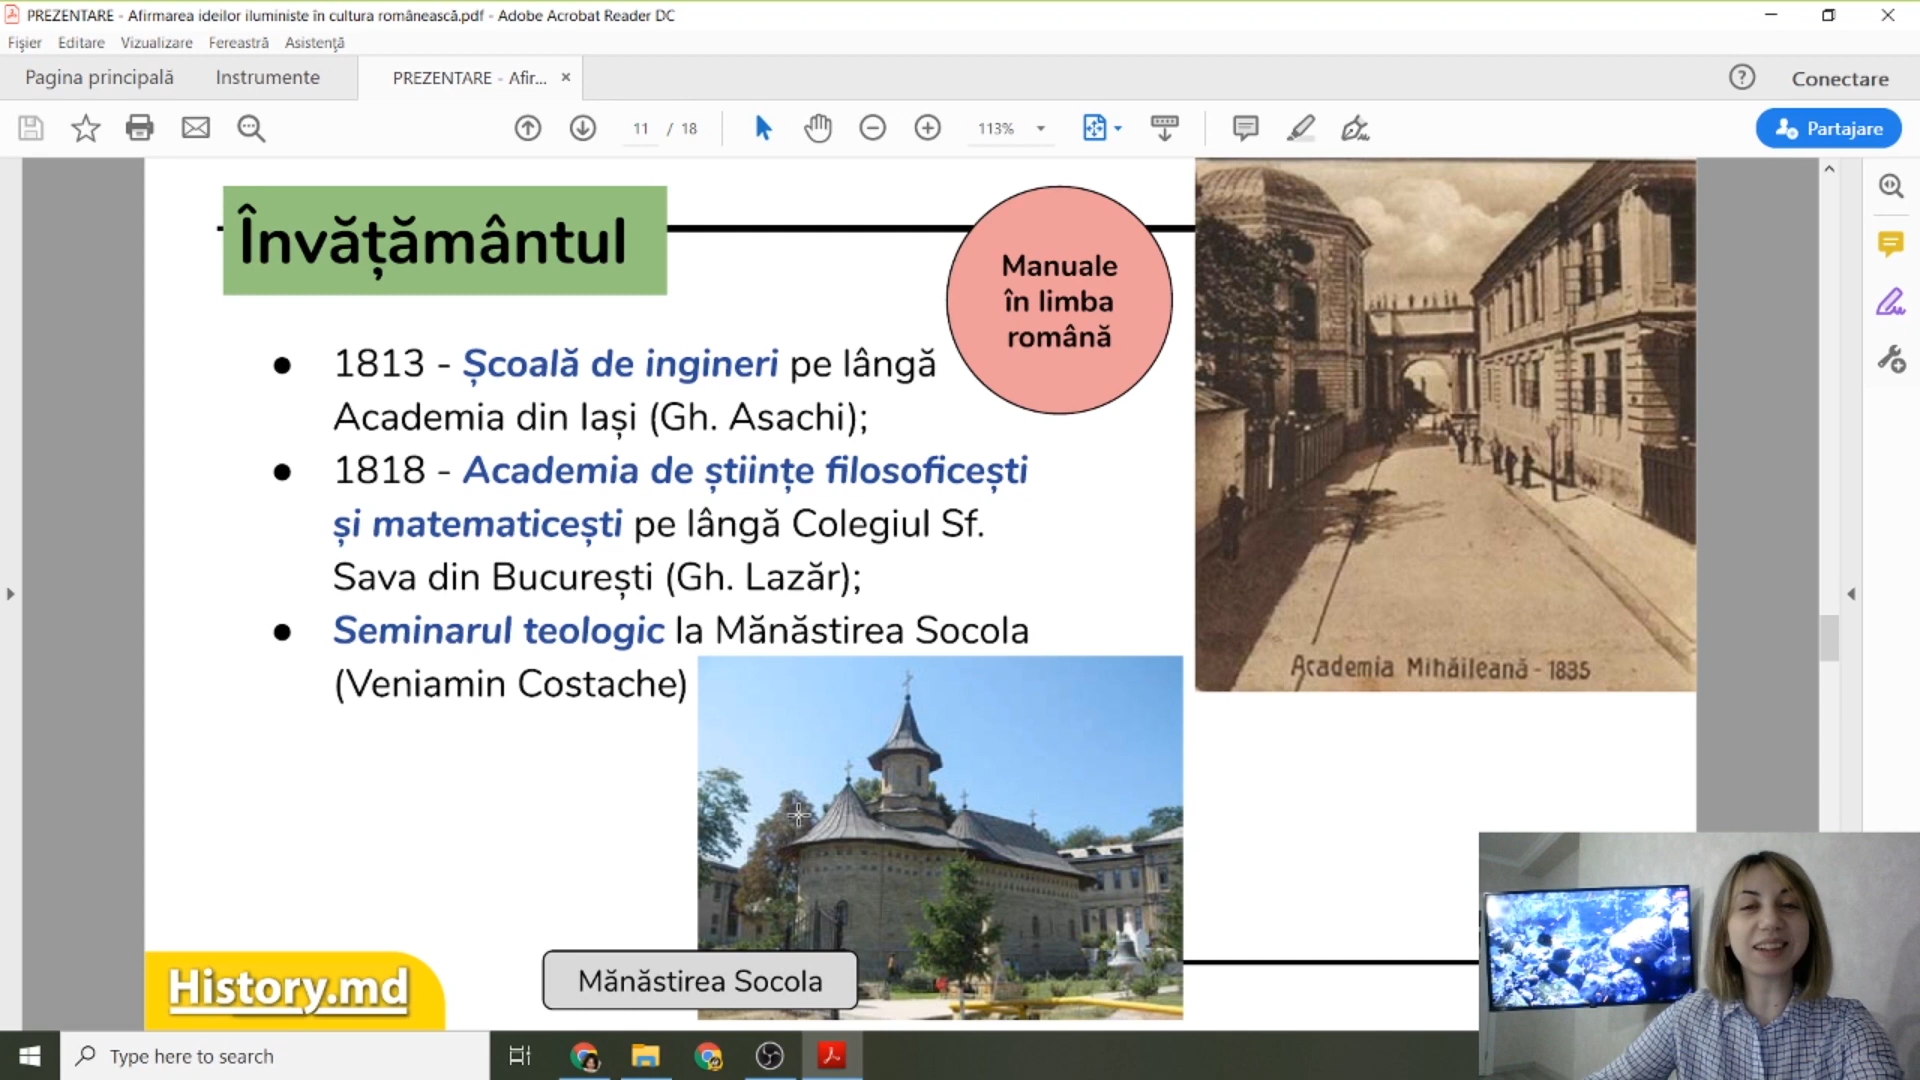 PREZENTARE - Afirmarea ideilor iluministe în cultura românească.pdf - Adobe Acrobat Reader DC
Fișier Editare Vizualizare Fereastră Asistență
Pagina principală Instrumente PREZENTARE - Afir... × Conectare
11 / 18 113% Partajare
Învățământul
Manuale
în limba
română
● 1813 - Școală de ingineri pe lângă
Academia din Iași (Gh. Asachi);
● 1818 - Academia de științe filosoficești
și matematicești pe lângă Colegiul Sf.
Sava din București (Gh. Lazăr);
● Seminarul teologic la Mănăstirea Socola
(Veniamin Costache)
Academia Mihăileană - 1835
Mănăstirea Socola
History.md
Type here to search